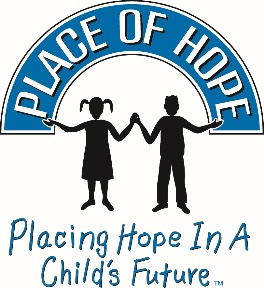 PLACE OF HOPE
Placing Hope In A
Child's Future™